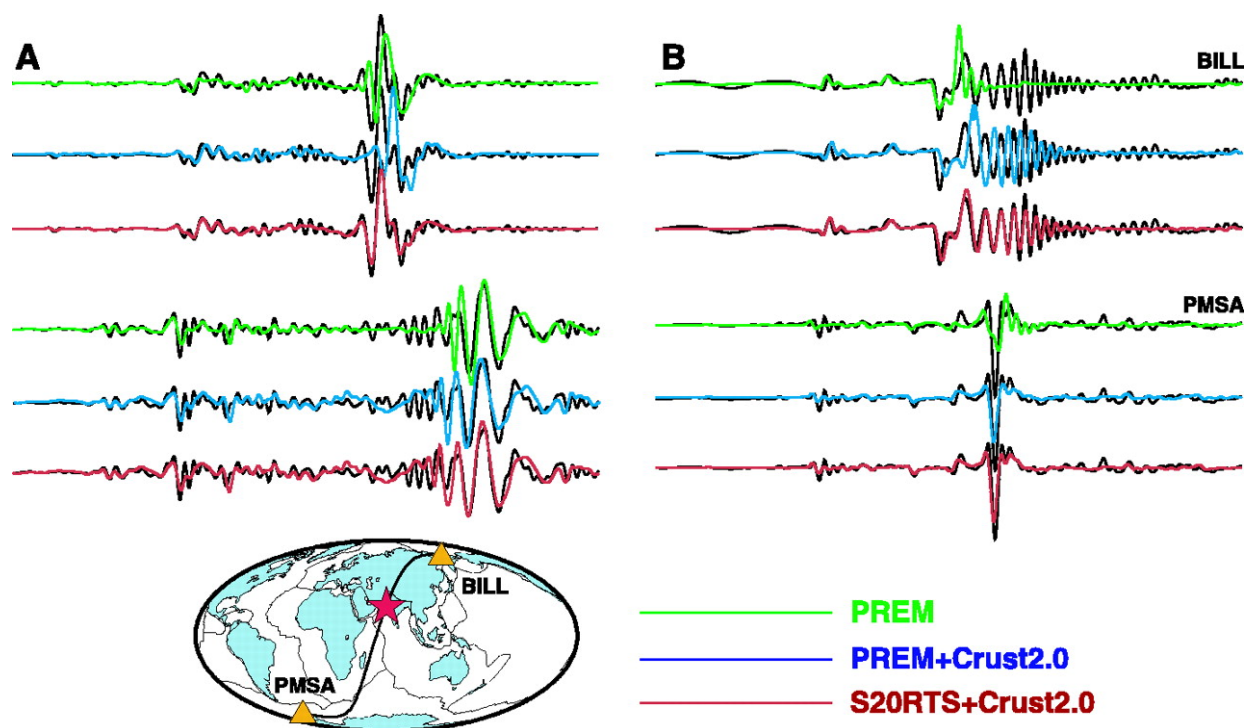 A
B
BILL
PMSA
BILL
PMSA
PREM
PREM+Crust2.0
S20RTS+Crust2.0